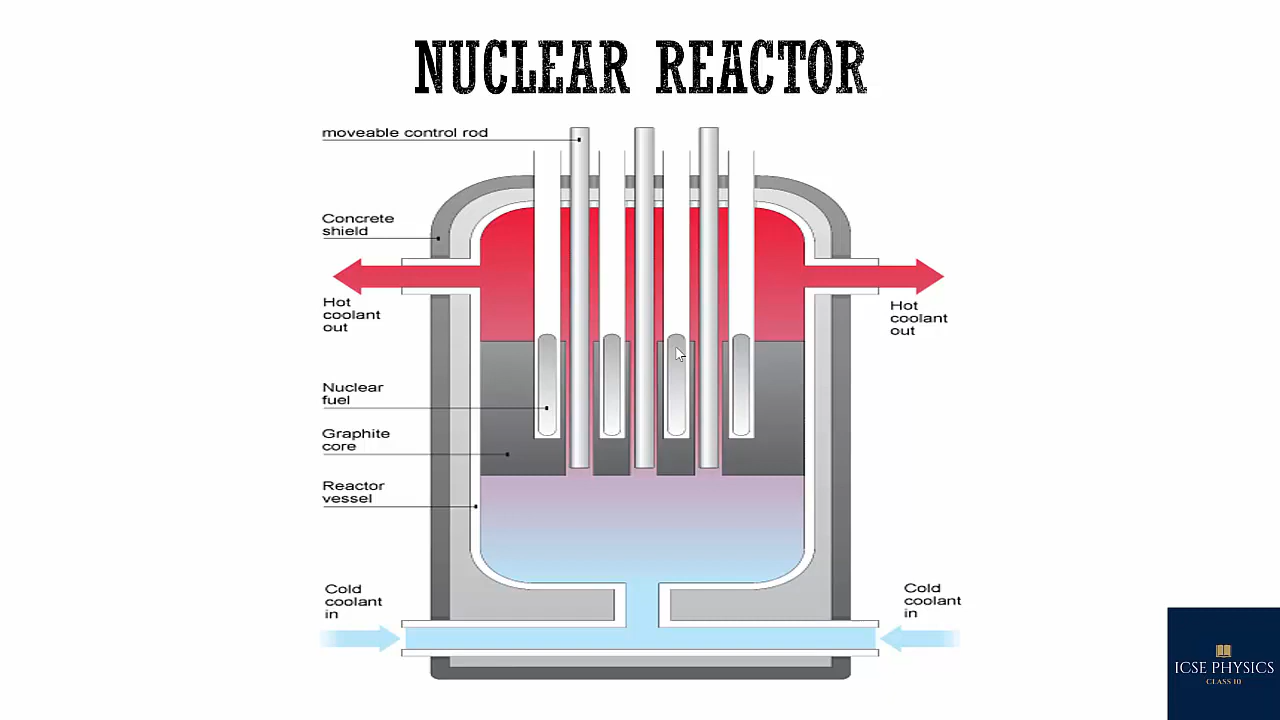 NUCLEAR REACTOR
moveable control rod
Concrete
shield
Hot
coolant
out
Hot
coolant
out
Nuclear
fuel
Graphite
core
Reactor
vessel
Cold
coolant
in
Cold
coolant
in
ICSE PHYSICS
CLASS 10